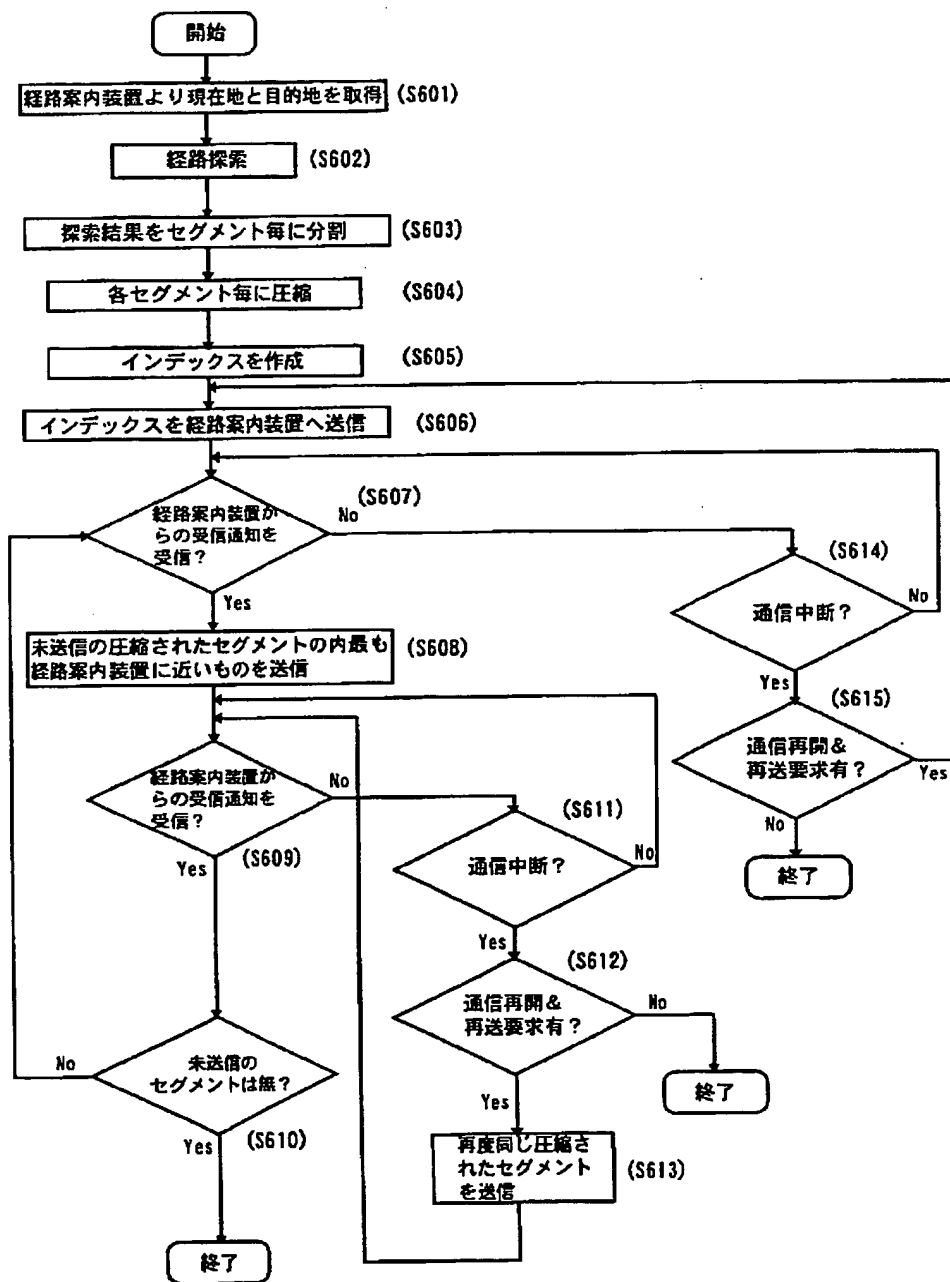 開始
経路案内装置より現在地と目的地を取得 (S601)
経路探索 (S602)
探索結果をセグメント毎に分割 (S603)
各セグメント毎に圧縮 (S604)
インデックスを作成 (S605)
インデックスを経路案内装置へ送信 (S606)
経路案内装置か
らの受信通知を
受信？
No
(S607)
Yes
通信中断？
(S614)
No
Yes
通信再開＆
再送要求有？
(S615)
Yes
No
終了
未送信の圧縮されたセグメントの内最も
経路案内装置に近いものを送信
(S608)
経路案内装置か
らの受信通知を
受信？
No
Yes
(S609)
通信中断？
(S611)
No
Yes
通信再開＆
再送要求有？
(S612)
No
終了
Yes
再度同じ圧縮さ
れたセグメント
を送信
(S613)
未送信の
セグメントは無？
No
Yes
(S610)
終了